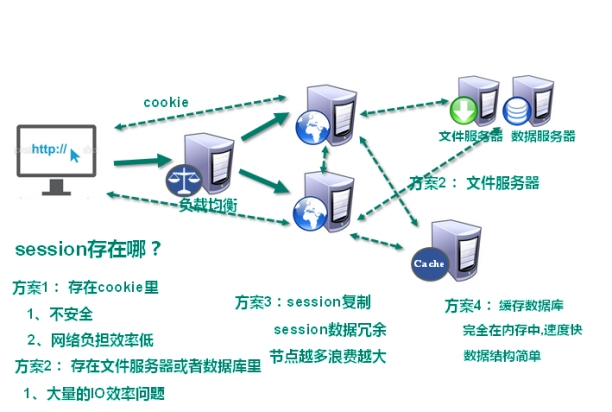 cookie
http://
文件服务器 数据服务器
方案2： 文件服务器
负载均衡
session存在哪？
Cache
方案1： 存在cookie里
1、不安全
2、网络负担效率低
方案2： 存在文件服务器或者数据库里
1、大量的IO效率问题
方案3：session复制
session数据冗余
节点越多浪费越大
方案4： 缓存数据库
完全在内存中,速度快
数据结构简单